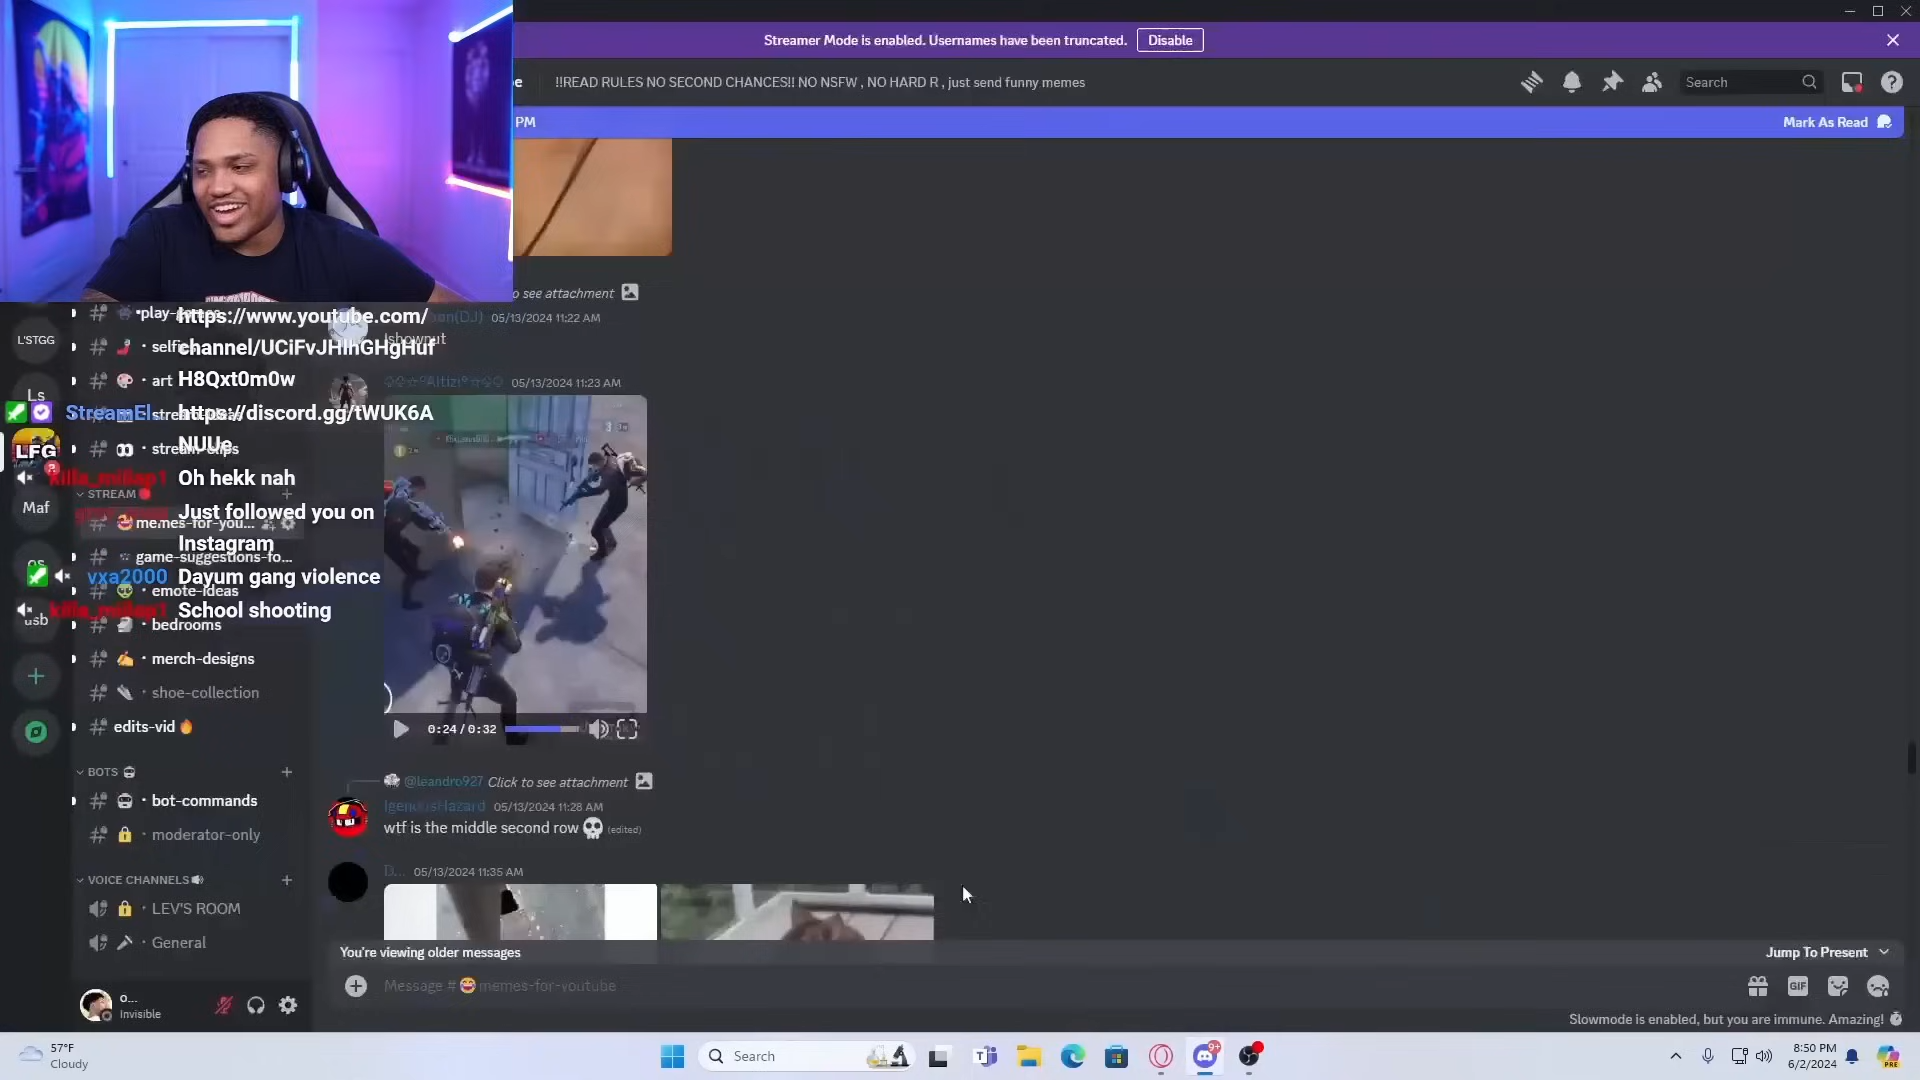 Streamer Mode is enabled. Usernames have been truncated. Disable
!!READ RULES NO SECOND CHANCES!! NO NSFW , NO HARD R , just send funny memes
Search
PM
Mark As Read
to see attachment
(DJ) 05/13/2024 11:22 AM
!shownut
05/13/2024 11:23 AM
0:24 / 0:32
@leandro927 Click to see attachment
05/13/2024 11:28 AM
wtf is the middle second row (edited)
D... 05/13/2024 11:35 AM
You're viewing older messages
Jump To Present
Message # memes-for-youtube
Slowmode is enabled, but you are immune. Amazing!
L'STGG
Ls
LFG
Maf
usb
art
stream-clips
STREAM
memes-for-you...
game-suggestions-fo...
emote-ideas
bedrooms
merch-designs
shoe-collection
edits-vid
BOTS
bot-commands
moderator-only
VOICE CHANNELS
LEV'S ROOM
General
o...
Invisible
https://www.youtube.com/
H8Qxt0m0w
StreamEl... https://discord.gg/tWUK6A
NUUe
Oh hekk nah
Just followed you on
Instagram
vxa2000 Dayum gang violence
School shooting
57°F
Cloudy
Search
8:50 PM
6/2/2024